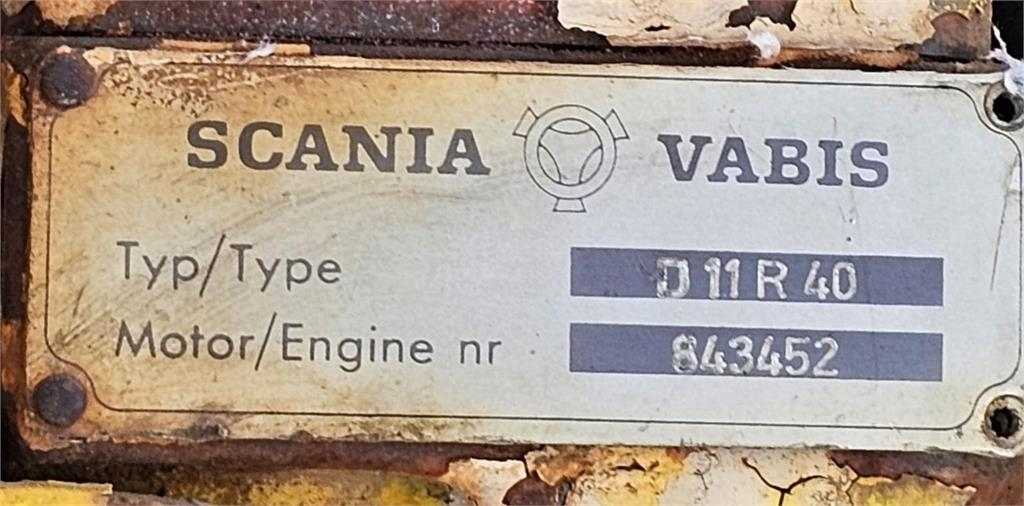 SCANIA VABIS
Typ/Type D 11 R 40
Motor/Engine nr 843452